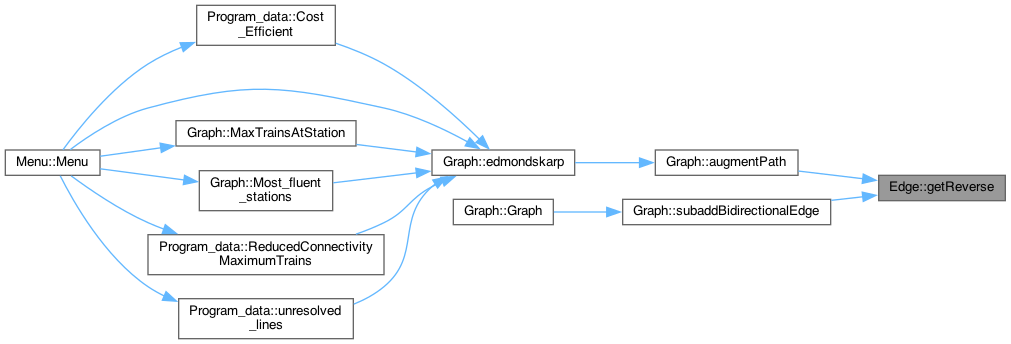 Program_data::Cost
_Efficient
Graph::MaxTrainsAtStation
Menu::Menu
Graph::edmondskarp
Graph::augmentPath
Graph::Most_fluent
_stations
Edge::getReverse
Graph::Graph
Graph::subaddBidirectionalEdge
Program_data::ReducedConnectivity
MaximumTrains
Program_data::unresolved
_lines